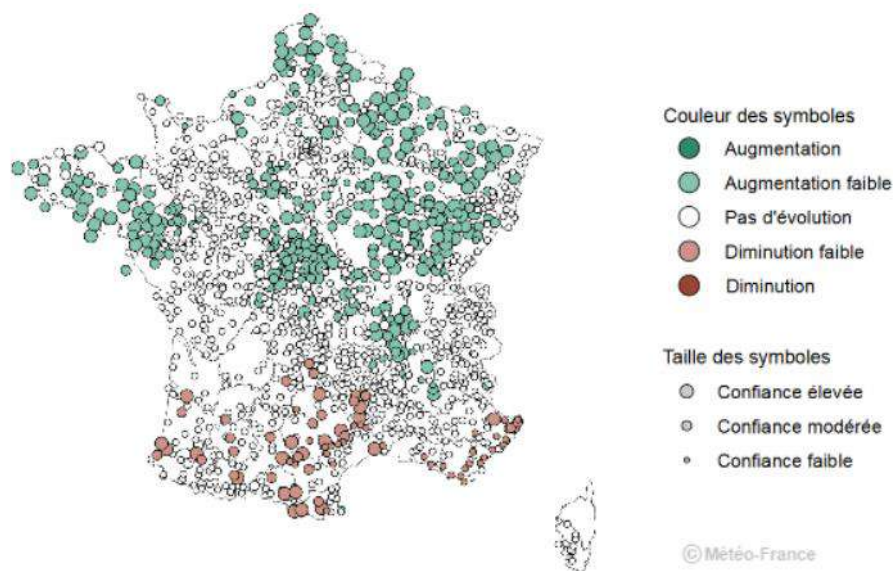 Couleur des symboles
Augmentation
Augmentation faible
Pas d'évolution
Diminution faible
Diminution
Taille des symboles
Confiance élevée
Confiance modérée
Confiance faible
© Météo-France